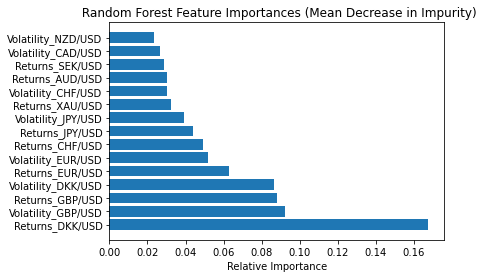 Random Forest Feature Importances (Mean Decrease in Impurity)
Volatility_NZD/USD
Volatility_CAD/USD
Returns_SEK/USD
Returns_AUD/USD
Volatility_CHF/USD
Returns_XAU/USD
Volatility_JPY/USD
Returns_JPY/USD
Returns_CHF/USD
Volatility_EUR/USD
Returns_EUR/USD
Volatility_DKK/USD
Returns_GBP/USD
Volatility_GBP/USD
Returns_DKK/USD
0.00 0.02 0.04 0.06 0.08 0.10 0.12 0.14 0.16
Relative Importance